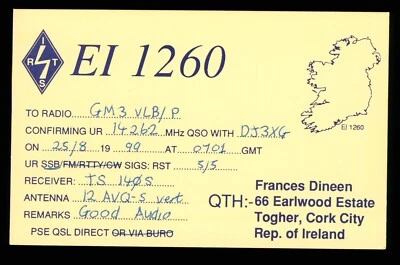 I
R T
S
EI 1260
TO RADIO GM3 VLB/P
CONFIRMING UR 14262 MHz QSO WITH DJ3XG
ON 25/8 19 99 AT 0701 GMT
UR SSB/FM/RTTY/CW SIGS: RST 5/5
RECEIVER: TS 140S
ANTENNA 12 AVQ-S vert
REMARKS Good Audio
PSE QSL DIRECT OR VIA BURO
EI 1260
QTH:- Frances Dineen
66 Earlwood Estate
Togher, Cork City
Rep. of Ireland